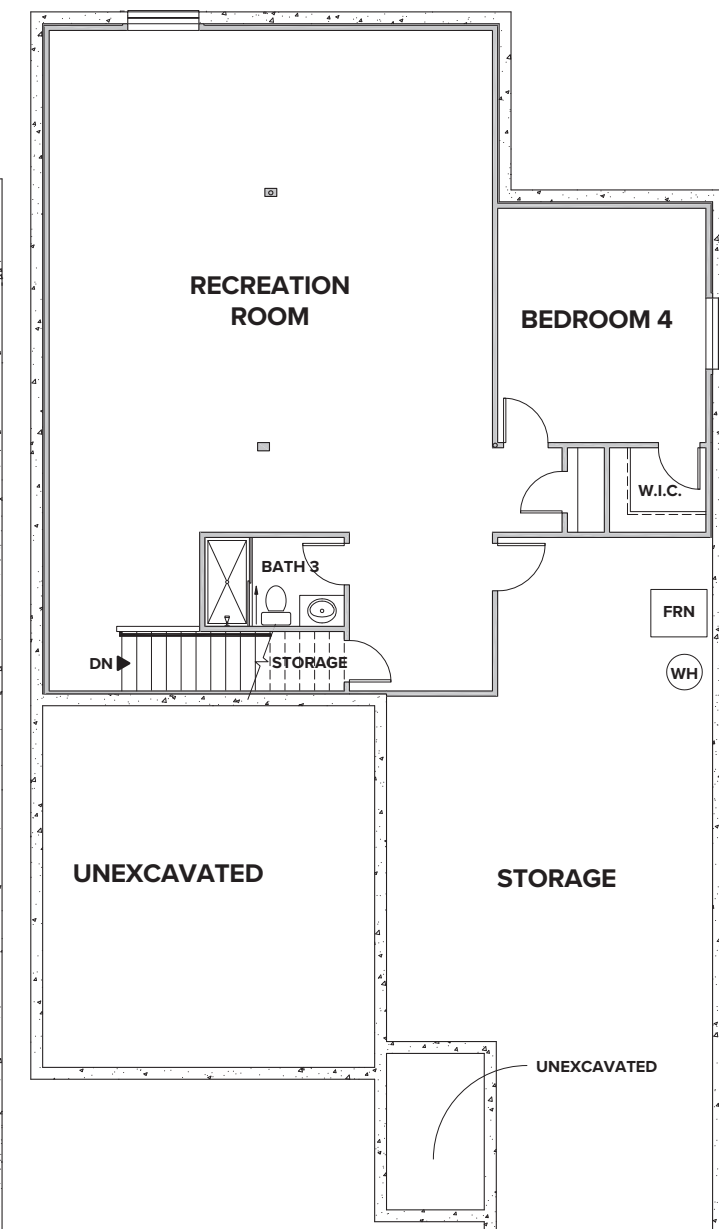 RECREATION
ROOM
BEDROOM 4
W.I.C.
BATH 3
FRN
DN
STORAGE
WH
UNEXCAVATED
STORAGE
UNEXCAVATED